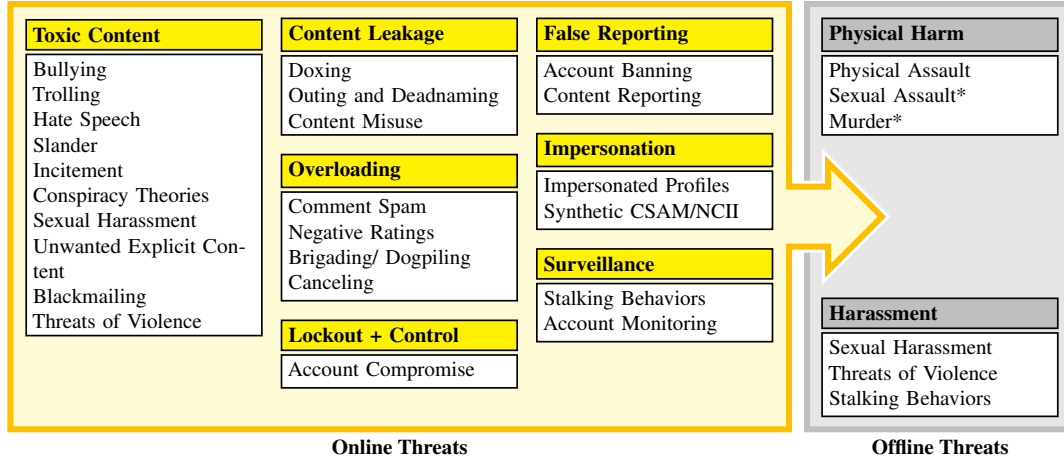 Toxic Content
Bullying
Trolling
Hate Speech
Slander
Incitement
Conspiracy Theories
Sexual Harassment
Unwanted Explicit Con-
tent
Blackmailing
Threats of Violence
Content Leakage
Doxing
Outing and Deadnaming
Content Misuse
Overloading
Comment Spam
Negative Ratings
Brigading/ Dogpiling
Canceling
Lockout + Control
Account Compromise
False Reporting
Account Banning
Content Reporting
Impersonation
Impersonated Profiles
Synthetic CSAM/NCII
Surveillance
Stalking Behaviors
Account Monitoring
Online Threats
Physical Harm
Physical Assault
Sexual Assault*
Murder*
Harassment
Sexual Harassment
Threats of Violence
Stalking Behaviors
Offline Threats